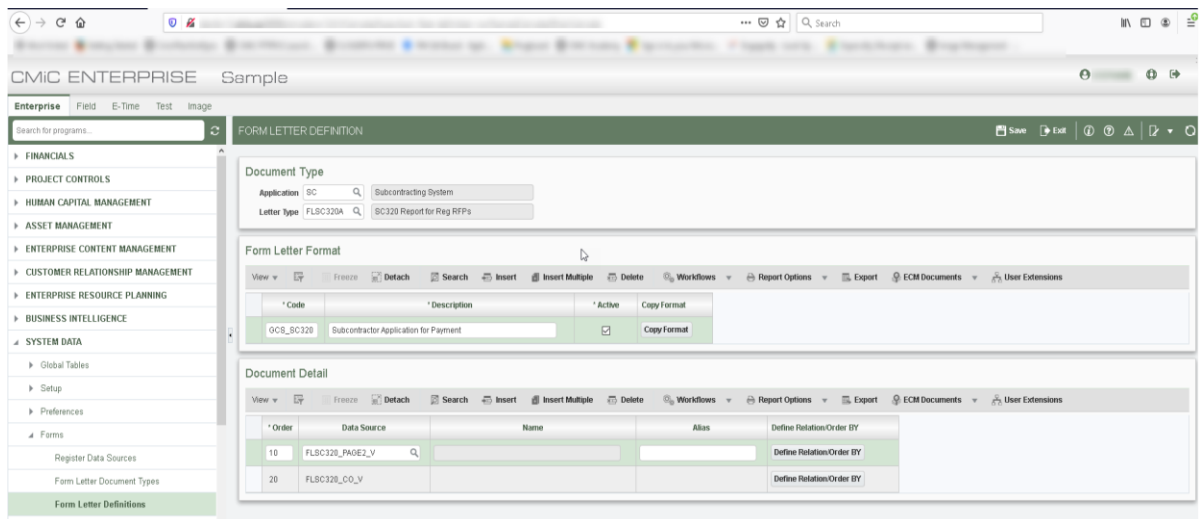 Search
CMiC ENTERPRISE Sample
Enterprise Field E-Time Test Image
Search for programs... FORM LETTER DEFINITION Save Exit
FINANCIALS
PROJECT CONTROLS
HUMAN CAPITAL MANAGEMENT
ASSET MANAGEMENT
ENTERPRISE CONTENT MANAGEMENT
CUSTOMER RELATIONSHIP MANAGEMENT
ENTERPRISE RESOURCE PLANNING
BUSINESS INTELLIGENCE
SYSTEM DATA
Global Tables
Setup
Preferences
Forms
Register Data Sources
Form Letter Document Types
Form Letter Definitions
Document Type
Application SC Subcontracting System
Letter Type FLSC320A SC320 Report for Reg RFPs
Form Letter Format
View Freeze Detach Search Insert Insert Multiple Delete Workflows Report Options Export ECM Documents User Extensions
* Code * Description * Active Copy Format
GCS_SC320 Subcontractor Application for Payment Copy Format
Document Detail
View Freeze Detach Search Insert Insert Multiple Delete Workflows Report Options Export ECM Documents User Extensions
* Order Data Source Name Alias Define Relation/Order BY
10 FLSC320_PAGE2_V Define Relation/Order BY
20 FLSC320_CO_V Define Relation/Order BY